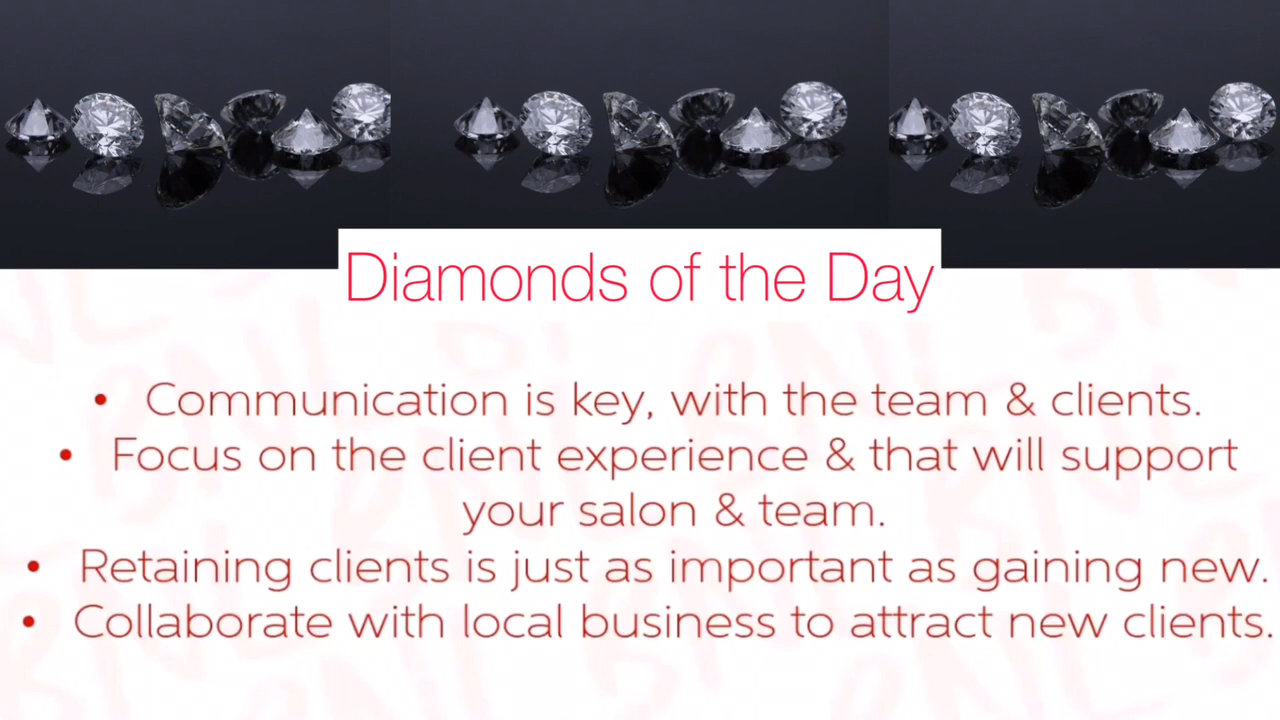 Diamonds of the Day
• Communication is key, with the team & clients.
• Focus on the client experience & that will support
your salon & team.
• Retaining clients is just as important as gaining new.
• Collaborate with local business to attract new clients.